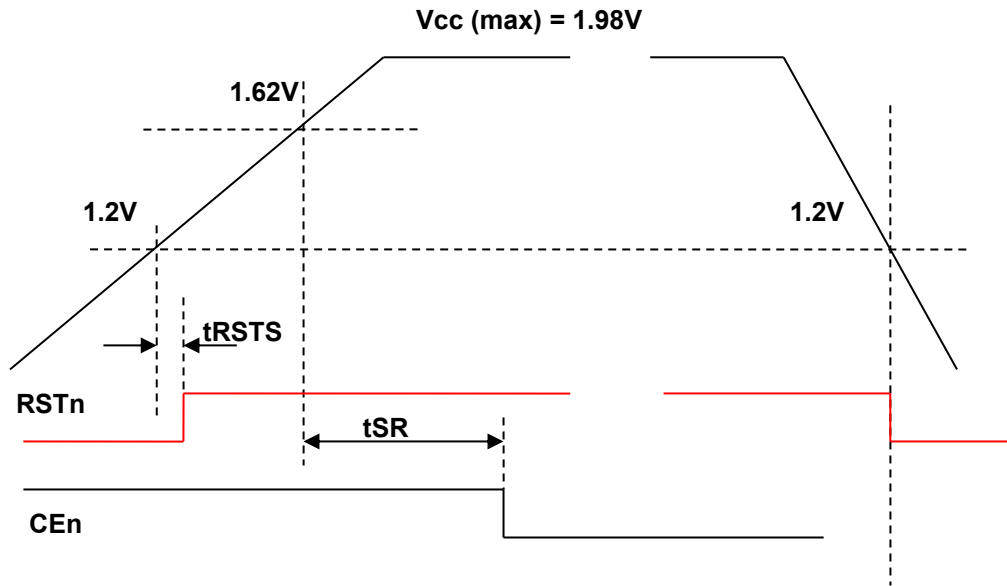 Vcc (max) = 1.98V
1.62V
1.2V
1.2V
tRSTS
RSTn
tSR
CEn